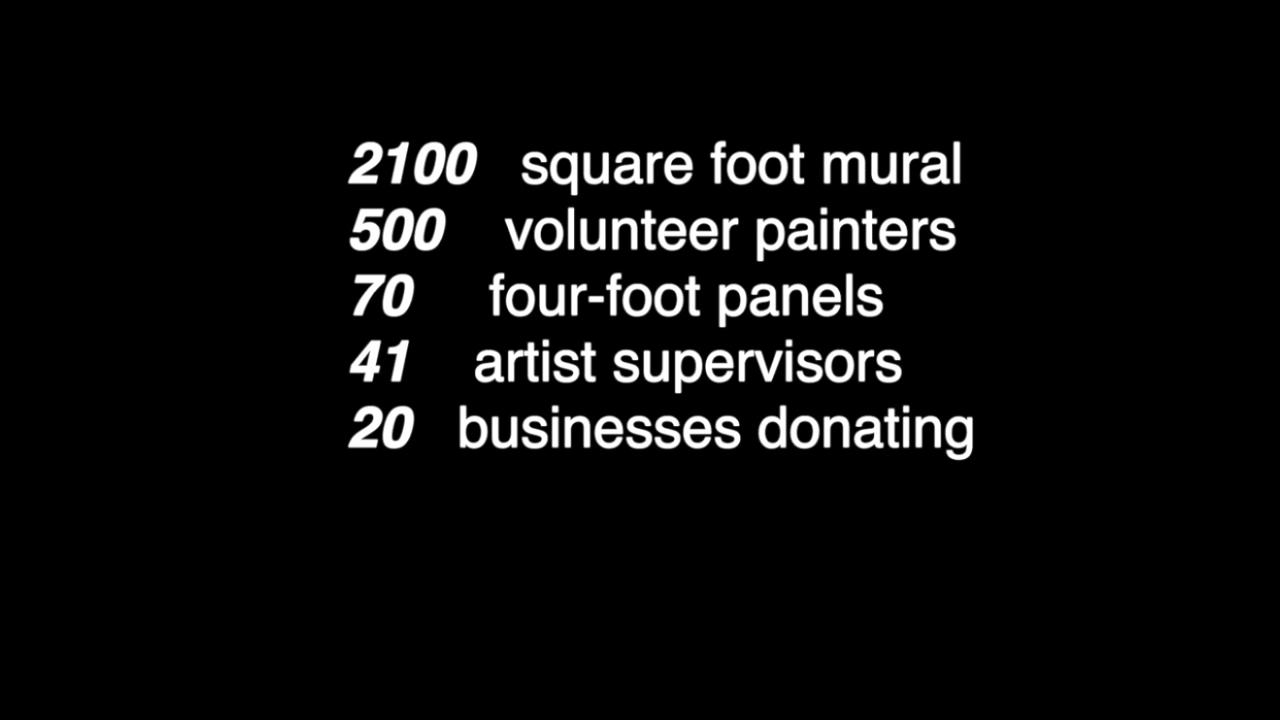 2100 square foot mural
500 volunteer painters
70 four-foot panels
41 artist supervisors
20 businesses donating